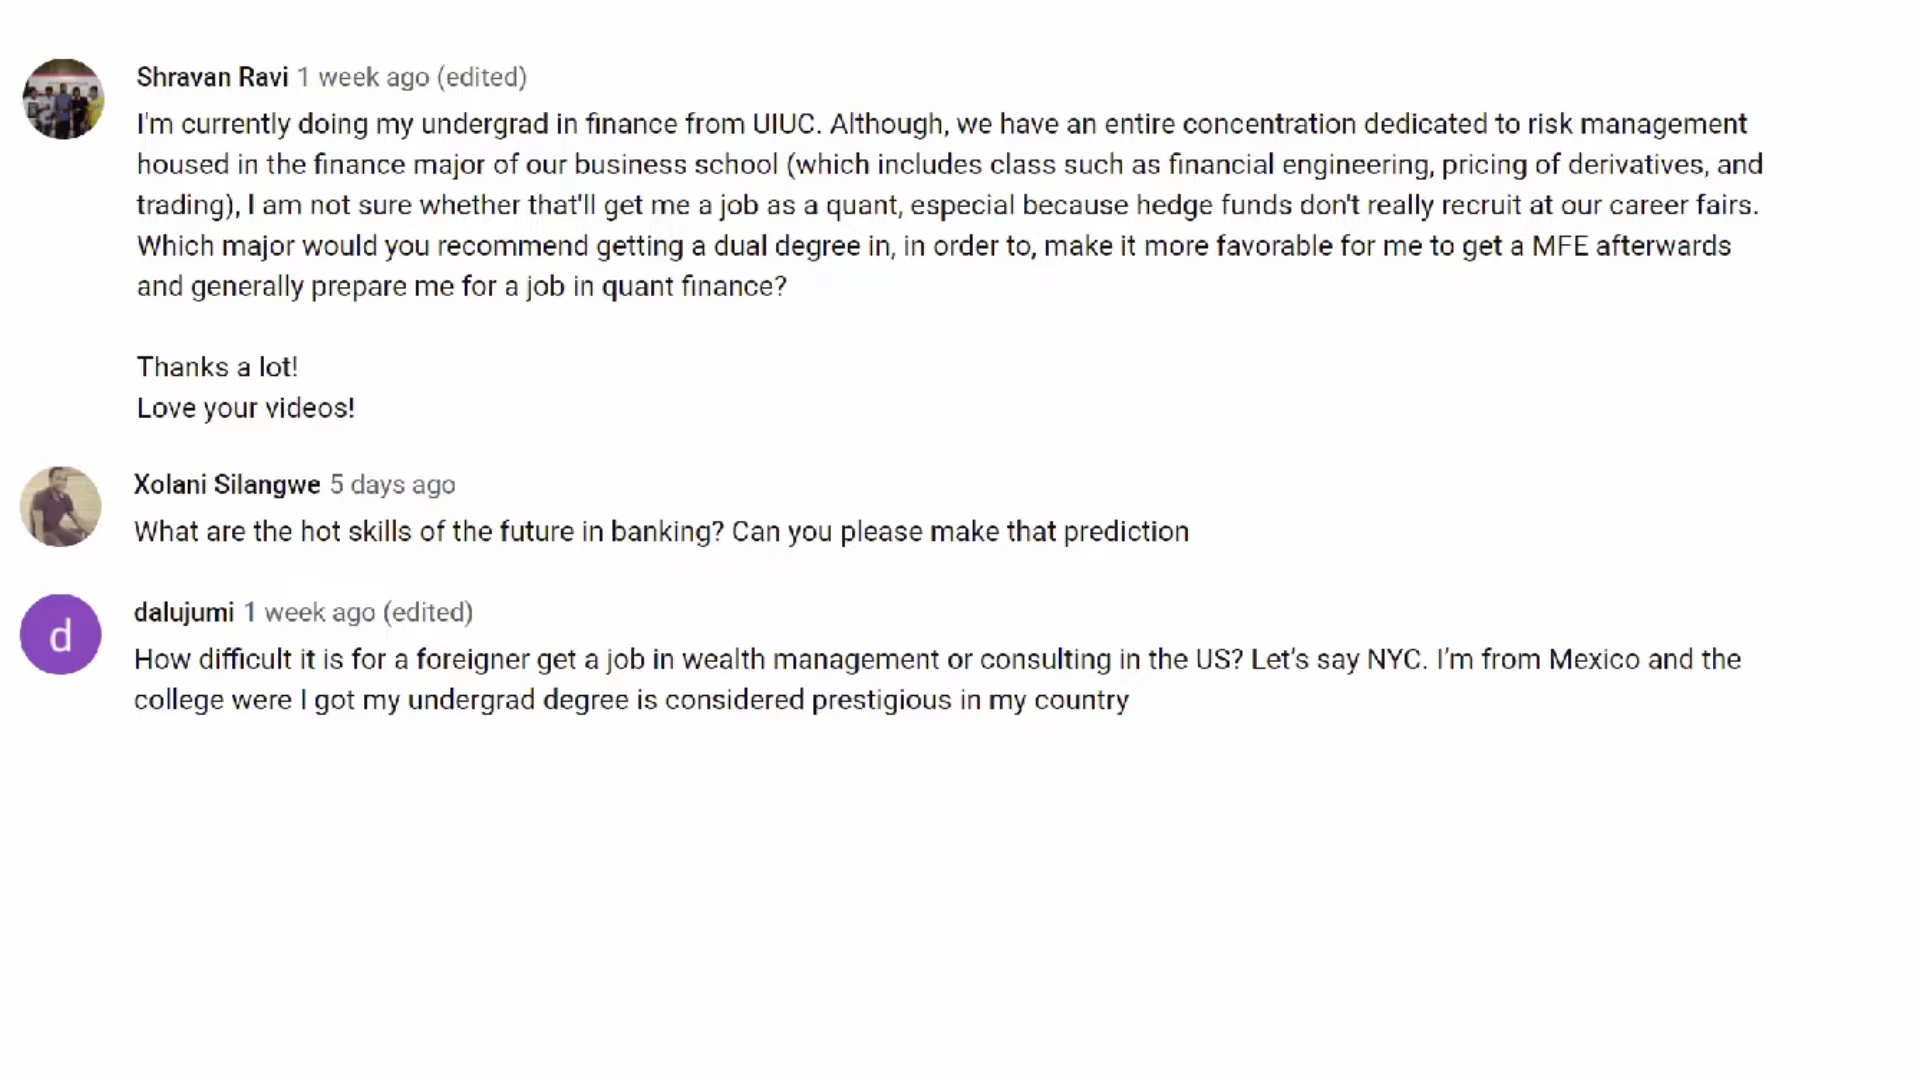 Shravan Ravi 1 week ago (edited)
I'm currently doing my undergrad in finance from UIUC. Although, we have an entire concentration dedicated to risk management
housed in the finance major of our business school (which includes class such as financial engineering, pricing of derivatives, and
trading), I am not sure whether that'll get me a job as a quant, especial because hedge funds don't really recruit at our career fairs.
Which major would you recommend getting a dual degree in, in order to, make it more favorable for me to get a MFE afterwards
and generally prepare me for a job in quant finance?
Thanks a lot!
Love your videos!
Xolani Silangwe 5 days ago
What are the hot skills of the future in banking? Can you please make that prediction
d
dalujumi 1 week ago (edited)
How difficult it is for a foreigner get a job in wealth management or consulting in the US? Let's say NYC. I'm from Mexico and the
college were I got my undergrad degree is considered prestigious in my country